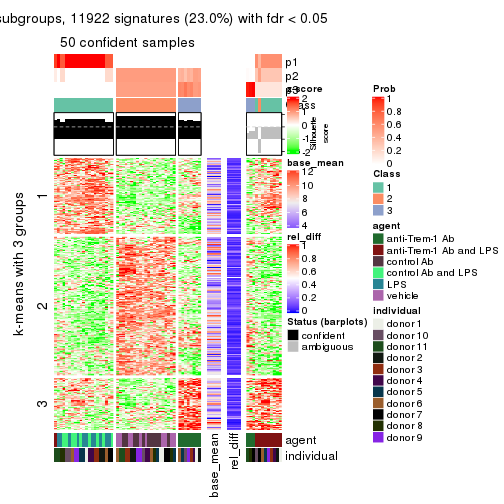 subgroups, 11922 signatures (23.0%) with fdr < 0.05
50 confident samples
p1
p2
k-means with 3 groups
1
2
3
Silhouette
score
agent
individual
base_mean
rel_diff
2
1
0
-1
-2
base_mean
12
10
8
6
4
rel_diff
1
0.8
0.6
0.4
0.2
0
Status (barplots)
confident
ambiguous
Prob
1
0.8
0.6
0.4
0.2
0
Class
1
2
3
agent
anti-Trem-1 Ab
anti-Trem-1 Ab and LPS
control Ab
control Ab and LPS
LPS
vehicle
individual
donor 1
donor 10
donor 11
donor 2
donor 3
donor 4
donor 5
donor 6
donor 7
donor 8
donor 9